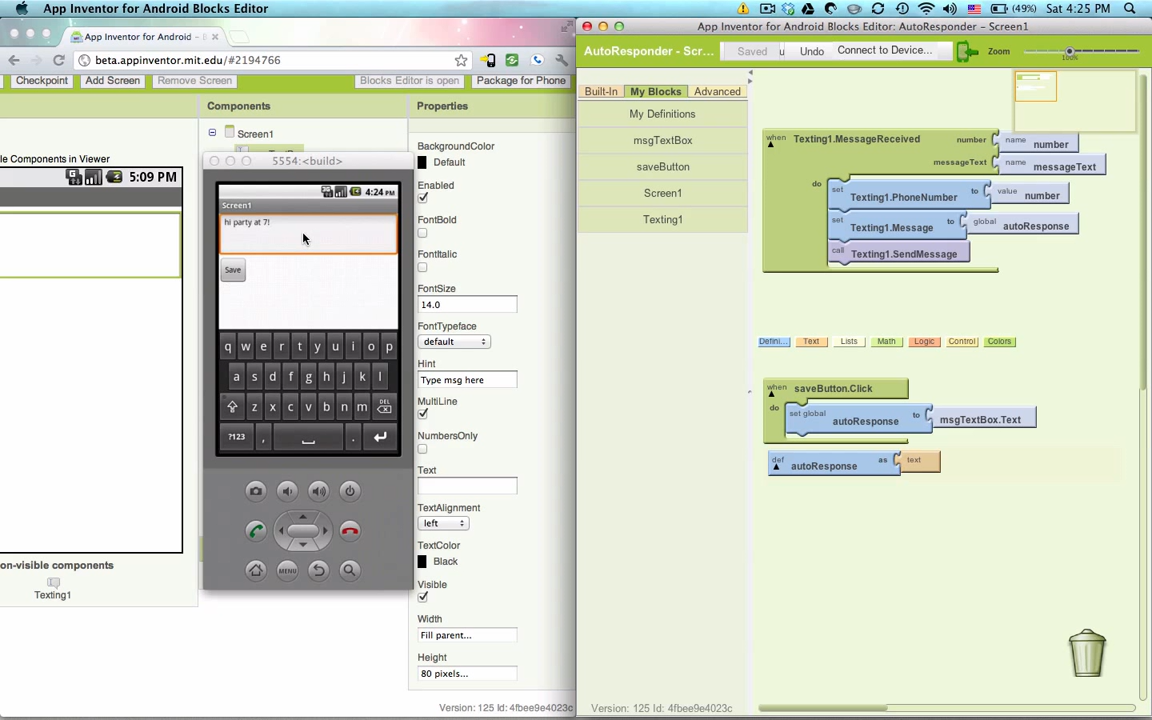 App Inventor for Android Blocks Editor
(49%) Sat 4:25 PM
App Inventor for Android -
beta.appinventor.mit.edu/#2194766
Checkpoint
Add Screen
Remove Screen
Blocks Editor is open
Package for Phone
Components
Properties
Screen1
le Components in Viewer
5:09 PM
on-visible components
Texting1
5554:<build>
4:24 PM
Screen1
hi party at 7!
Save
q w e r t y u i o p
a s d f g h j k l
z x c v b n m DEL
?123 , .
MENU
BackgroundColor
Default
Enabled
FontBold
FontItalic
FontSize
14.0
FontTypeface
default
Hint
Type msg here
MultiLine
NumbersOnly
Text
TextAlignment
left
TextColor
Black
Visible
Width
Fill parent...
Height
80 pixels...
Version: 125 Id: 4fbee9e4023c
App Inventor for Android Blocks Editor: AutoResponder - Screen1
AutoResponder - Scr...
Saved
Undo
Connect to Device...
Zoom
100%
Built-In
My Blocks
Advanced
My Definitions
msgTextBox
saveButton
Screen1
Texting1
when Texting1.MessageReceived number name number
messageText name messageText
do set Texting1.PhoneNumber to value number
set Texting1.Message to global autoResponse
call Texting1.SendMessage
Defini...
Text
Lists
Math
Logic
Control
Colors
when saveButton.Click
do set global autoResponse to msgTextBox.Text
def autoResponse as text
Version: 125 Id: 4fbee9e4023c